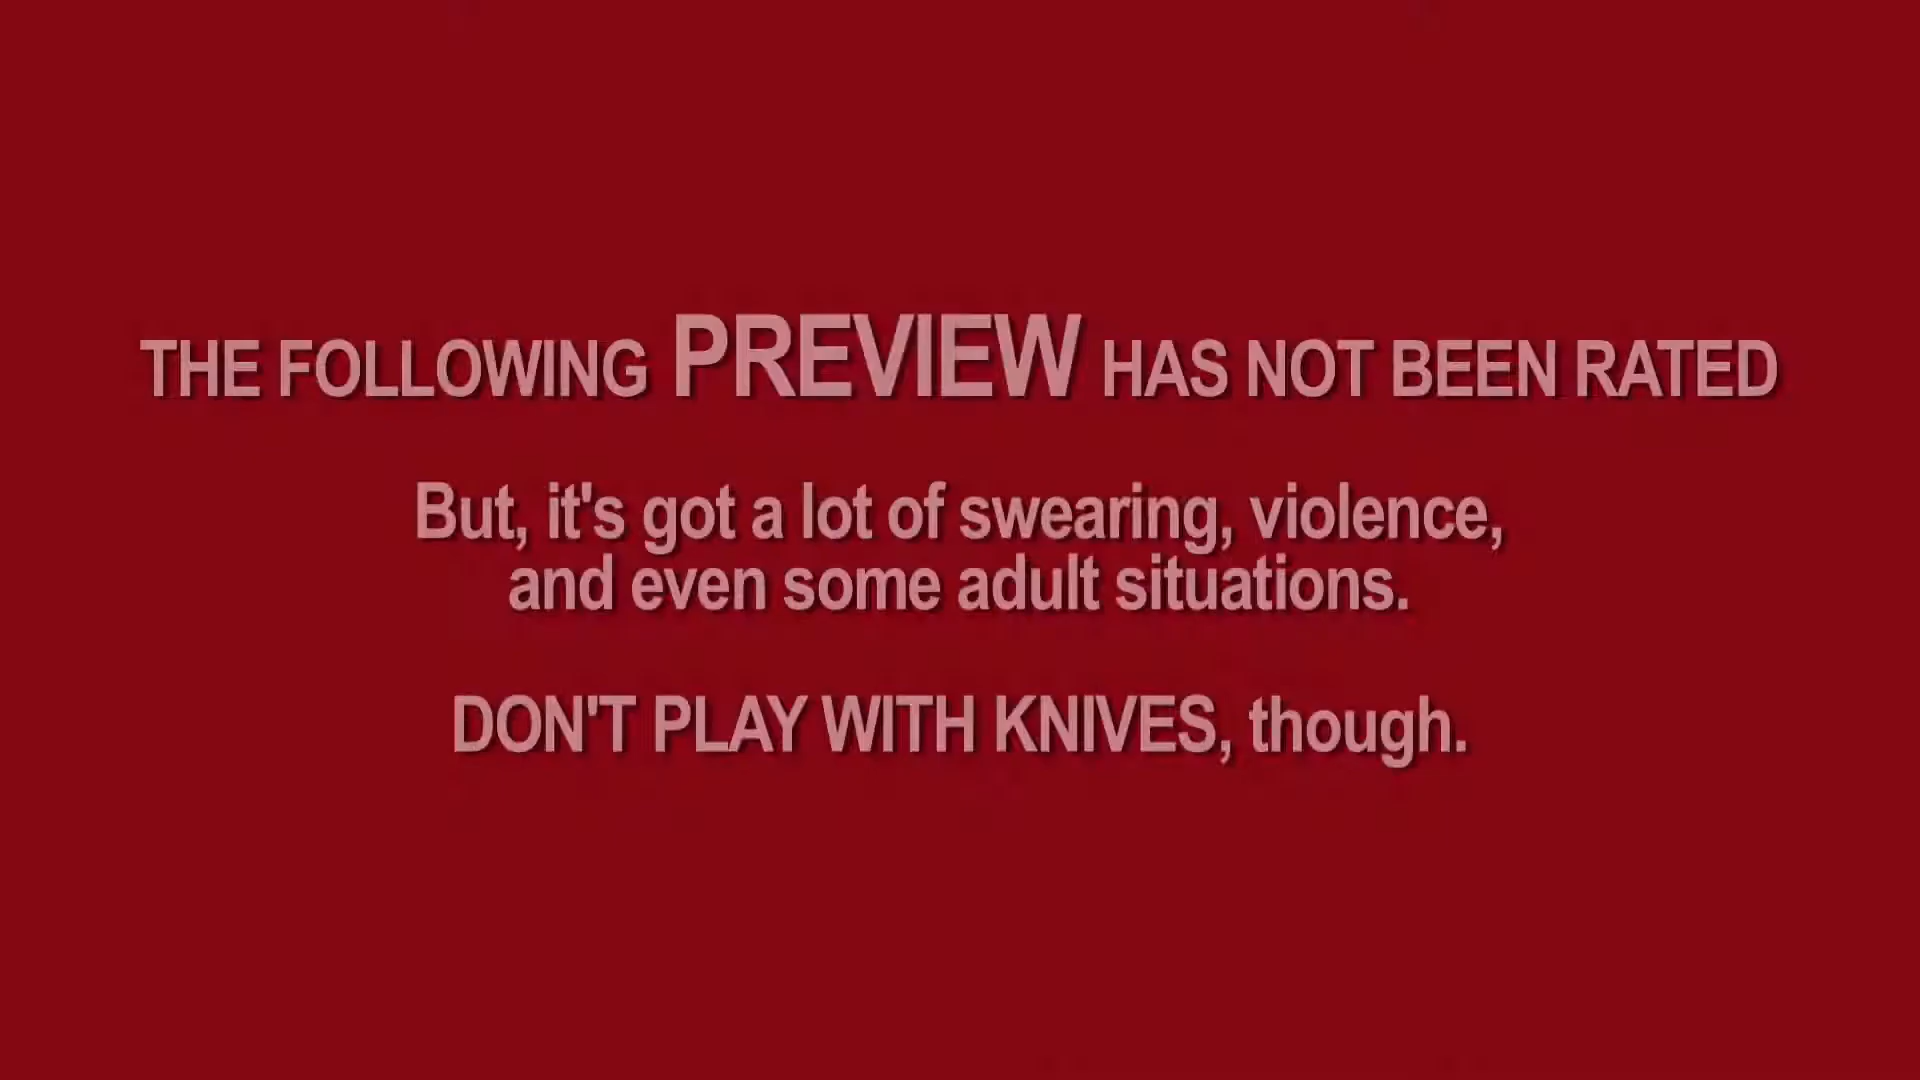 THE FOLLOWING PREVIEW HAS NOT BEEN RATED
But, it's got a lot of swearing, violence,
and even some adult situations.
DON'T PLAY WITH KNIVES, though.